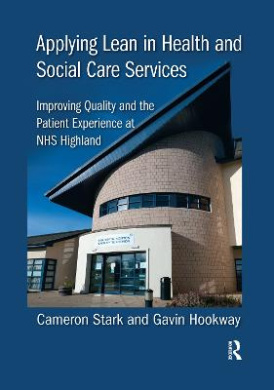 Applying Lean in Health and
Social Care Services
Improving Quality and the
Patient Experience at
NHS Highland
Cameron Stark and Gavin Hookway